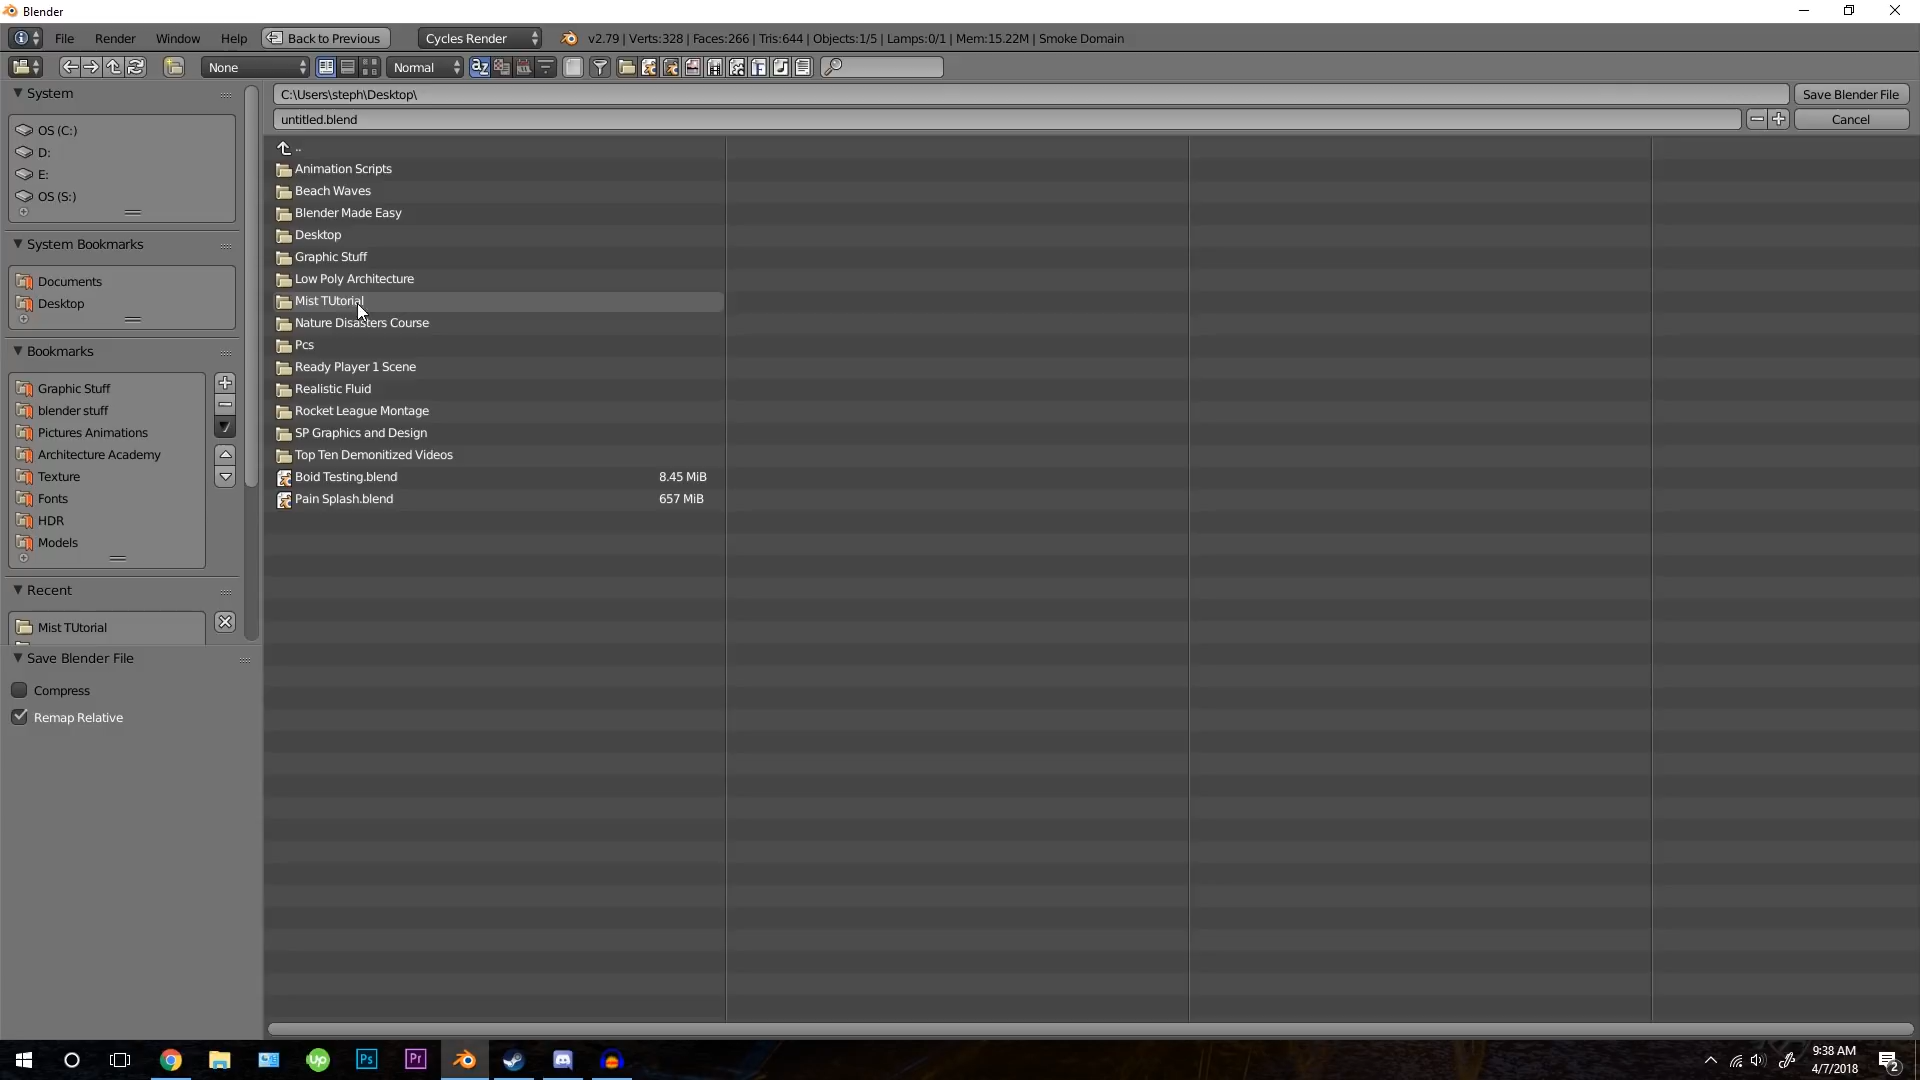 Blender
File Render Window Help Back to Previous Cycles Render v2.79 | Verts:328 | Faces:266 | Tris:644 | Objects:1/5 | Lamps:0/1 | Mem:15.22M | Smoke Domain
None Normal
System
OS (C:)
D:
E:
OS (S:)
System Bookmarks
Documents
Desktop
Bookmarks
Graphic Stuff
blender stuff
Pictures Animations
Architecture Academy
Texture
Fonts
HDR
Models
Recent
Mist TUtorial
Save Blender File
Compress
Remap Relative
C:\Users\steph\Desktop\ Save Blender File
untitled.blend Cancel
..
Animation Scripts
Beach Waves
Blender Made Easy
Desktop
Graphic Stuff
Low Poly Architecture
Mist TUtorial
Nature Disasters Course
Pcs
Ready Player 1 Scene
Realistic Fluid
Rocket League Montage
SP Graphics and Design
Top Ten Demonitized Videos
Boid Testing.blend 8.45 MiB
Pain Splash.blend 657 MiB
Up Ps Pr
9:38 AM
4/7/2018
2